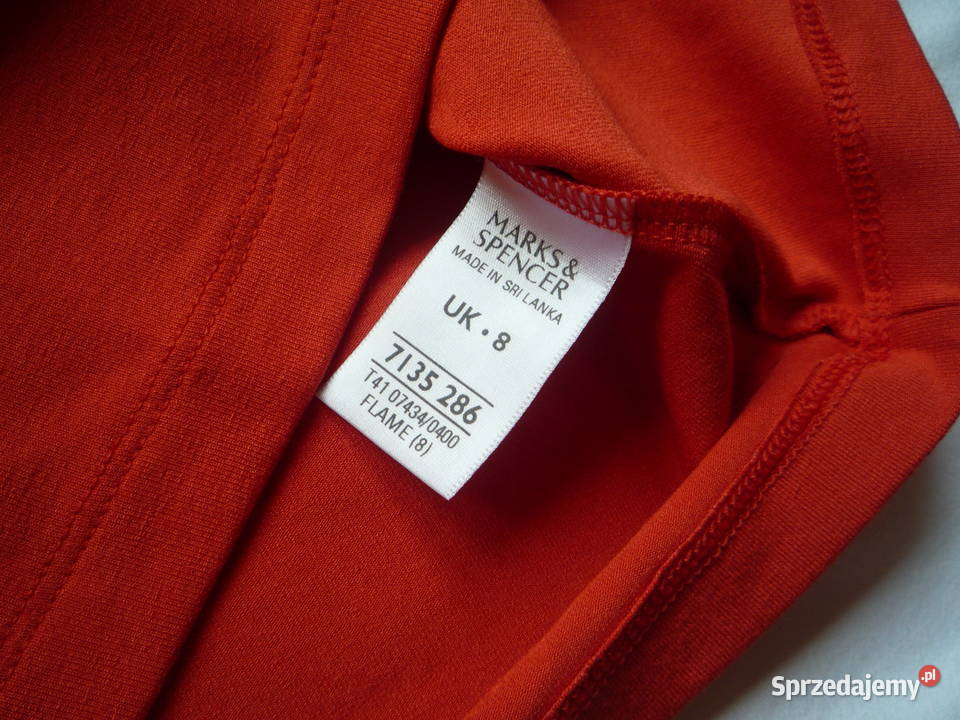 MARKS &
SPENCER
MADE IN SRI LANKA
UK • 8
7135 286
T41 07434/0400
FLAME (8)
Sprzedajemy.pl